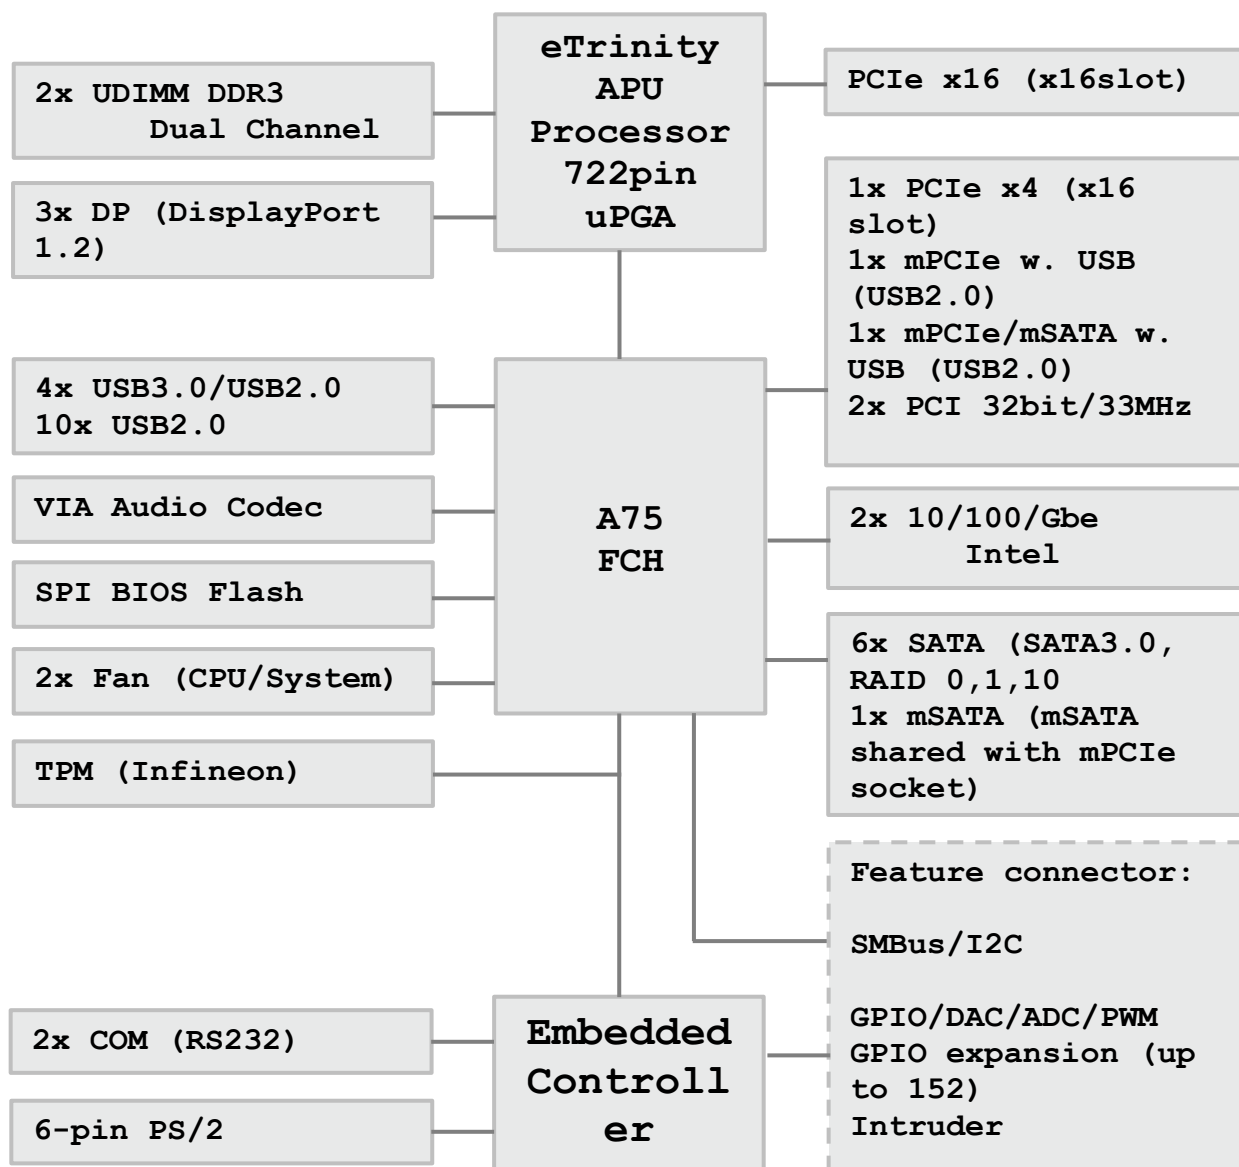 eTrinity
APU
Processor
722pin
uPGA
2x UDIMM DDR3
Dual Channel
3x DP (DisplayPort
1.2)
PCIe x16 (x16slot)
1x PCIe x4 (x16
slot)
1x mPCIe w. USB
(USB2.0)
1x mPCIe/mSATA w.
USB (USB2.0)
2x PCI 32bit/33MHz
4x USB3.0/USB2.0
10x USB2.0
VIA Audio Codec
SPI BIOS Flash
2x Fan (CPU/System)
TPM (Infineon)
A75
FCH
2x 10/100/Gbe
Intel
6x SATA (SATA3.0,
RAID 0,1,10
1x mSATA (mSATA
shared with mPCIe
socket)
Feature connector:
SMBus/I2C
GPIO/DAC/ADC/PWM
GPIO expansion (up
to 152)
Intruder
2x COM (RS232)
6-pin PS/2
Embedded
Controll
er